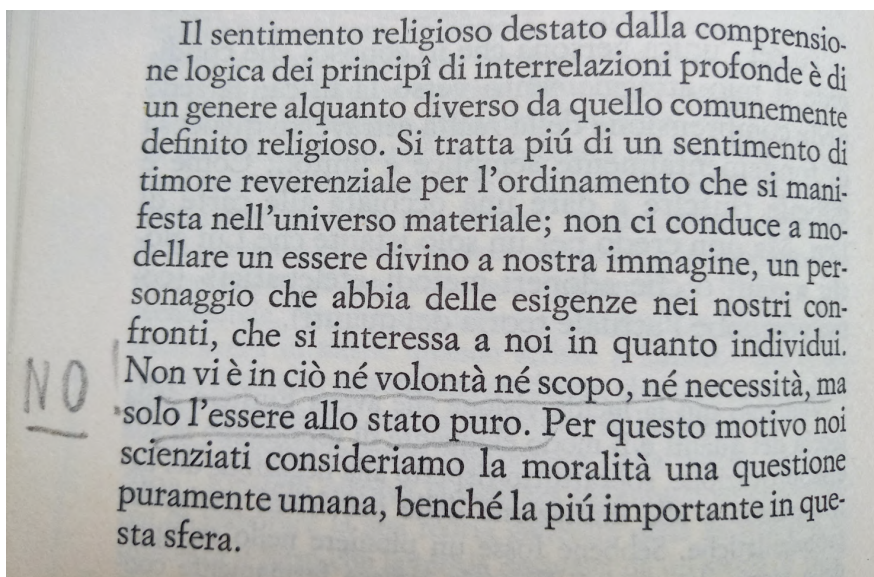 Il sentimento religioso destato dalla comprensio-
ne logica dei principî di interrelazioni profonde è di
un genere alquanto diverso da quello comunemente
definito religioso. Si tratta piú di un sentimento di
timore reverenziale per l'ordinamento che si mani-
festa nell'universo materiale; non ci conduce a mo-
dellare un essere divino a nostra immagine, un per-
sonaggio che abbia delle esigenze nei nostri con-
fronti, che si interessa a noi in quanto individui.
Non vi è in ciò né volontà né scopo, né necessità, ma
NO
solo l'essere allo stato puro. Per questo motivo noi
scienziati consideriamo la moralità una questione
puramente umana, benché la piú importante in que-
sta sfera.